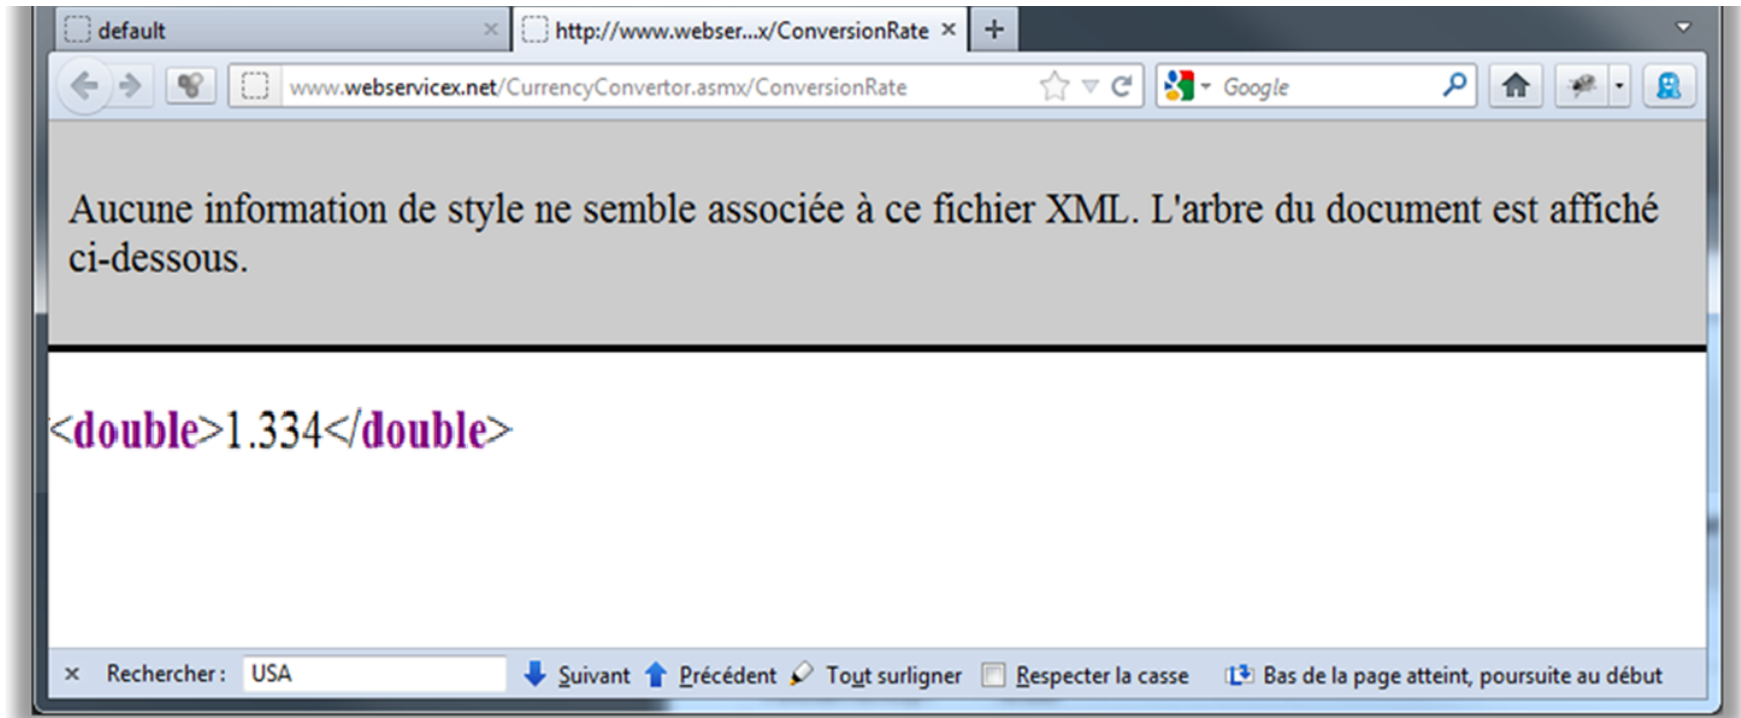 default
http://www.webser...x/ConversionRate
www.webservicex.net/CurrencyConvertor.asmx/ConversionRate
Google
Aucune information de style ne semble associée à ce fichier XML. L'arbre du document est affiché
ci-dessous.
<double>1.334</double>
Rechercher: USA Suivant Précédent Tout surligner Respecter la casse Bas de la page atteint, poursuite au début